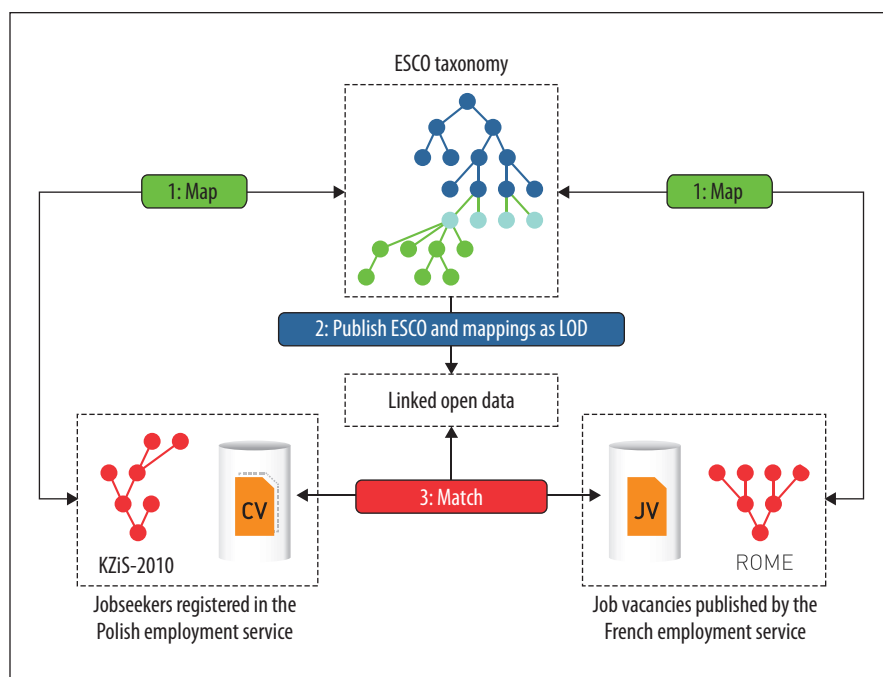 ESCO taxonomy
1: Map
1: Map
2: Publish ESCO and mappings as LOD
Linked open data
3: Match
CV
KZiS-2010
JV
ROME
Jobseekers registered in the
Polish employment service
Job vacancies published by the
French employment service